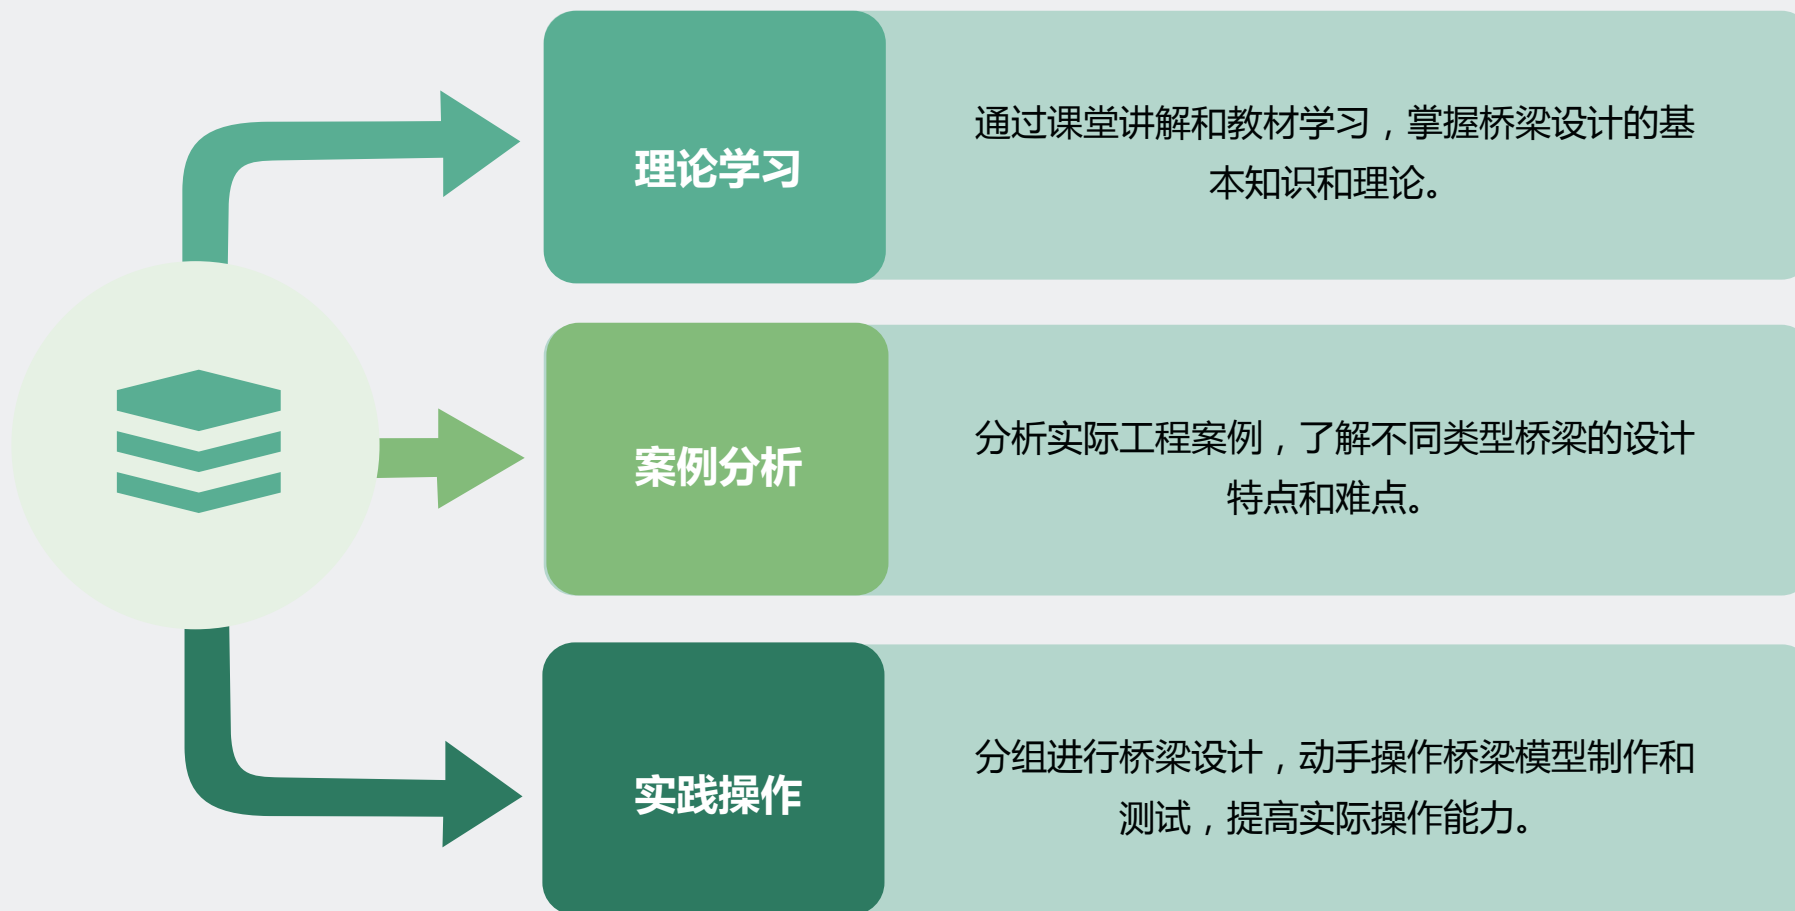 理论学习
通过课堂讲解和教材学习，掌握桥梁设计的基
本知识和理论。
案例分析
分析实际工程案例，了解不同类型桥梁的设计
特点和难点。
实践操作
分组进行桥梁设计，动手操作桥梁模型制作和
测试，提高实际操作能力。